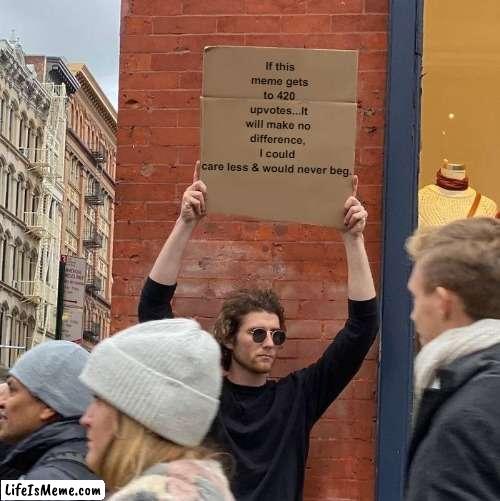 If this
meme gets
to 420
upvotes...It
will make no
difference,
I could
care less & would never beg.
LifeIsMeme.com